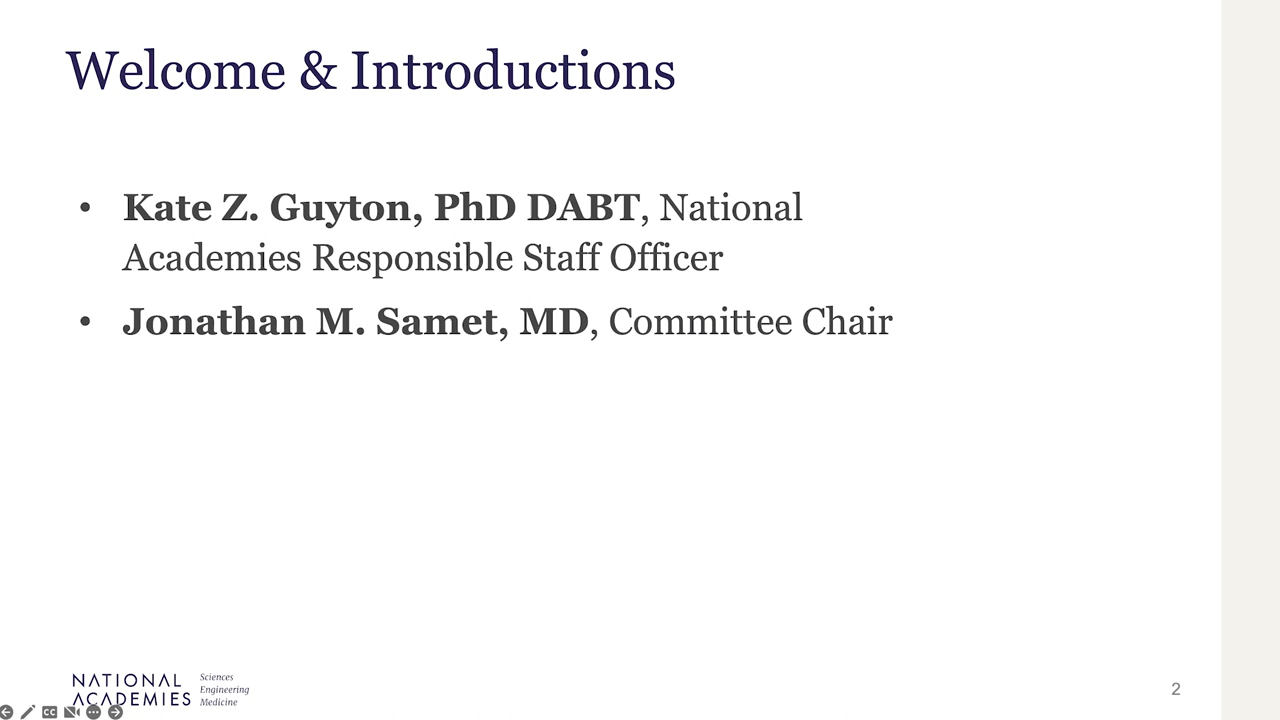 Welcome & Introductions
• Kate Z. Guyton, PhD DABT, National
Academies Responsible Staff Officer
• Jonathan M. Samet, MD, Committee Chair
NATIONAL
ACADEMIES
Sciences
Engineering
Medicine
CC
2